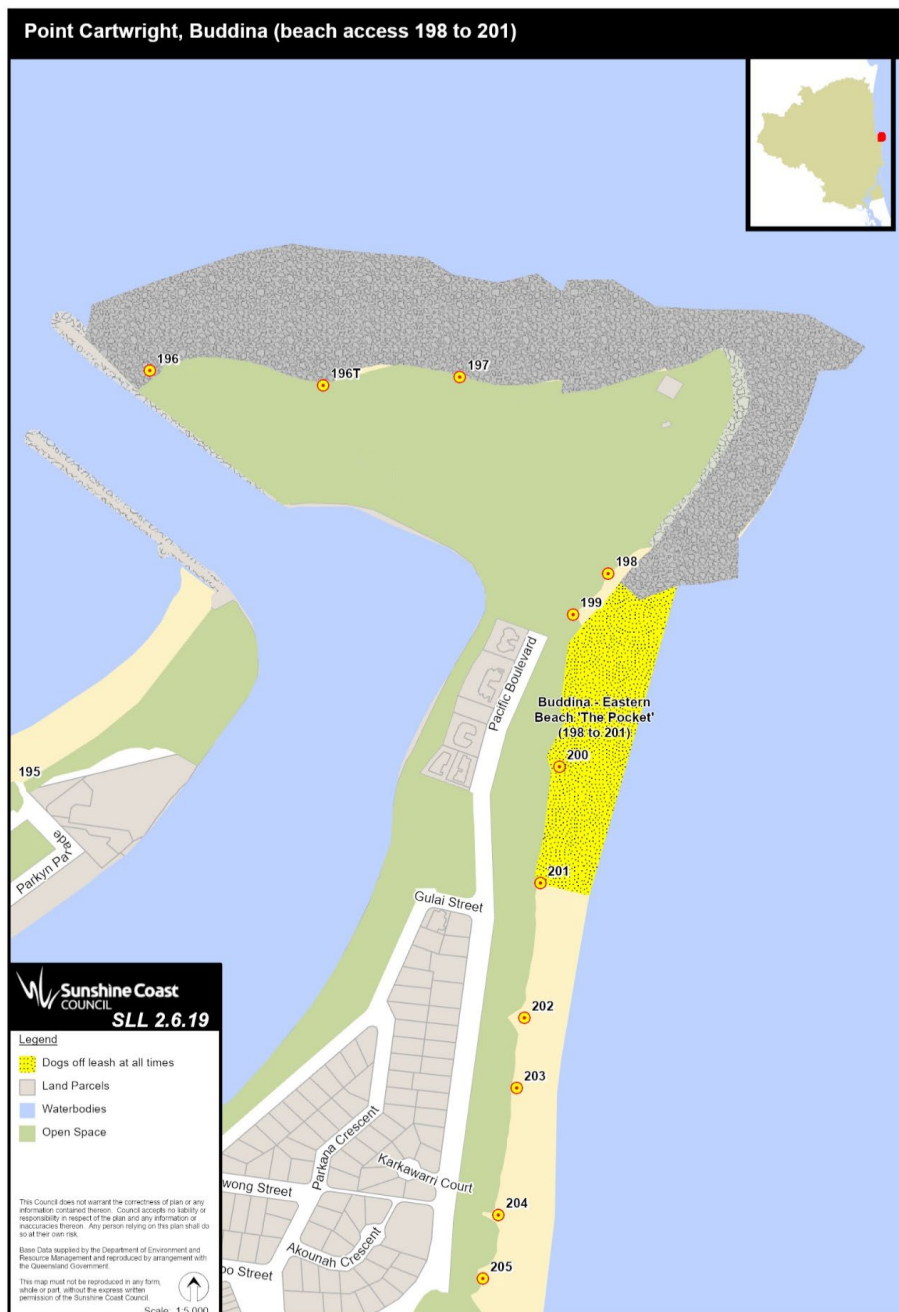 Point Cartwright, Buddina (beach access 198 to 201)
196
196T
197
198
199
Pacific Boulevard
Buddina - Eastern
Beach 'The Pocket'
(198 to 201)
200
195
Parkyn Parade
201
Gulai Street
202
203
Parkana Crescent
Karkawarri Court
wong Street
204
Akounah Crescent
oo Street
205
Sunshine Coast
COUNCIL
SLL 2.6.19
Legend
Dogs off leash at all times
Land Parcels
Waterbodies
Open Space
This Council does not warrant the correctness of plan or any
information contained thereon. Council accepts no liability or
responsibility in respect of the plan and any information or
inaccuracies thereon. Any person relying on this plan shall do
so at their own risk.
Base Data supplied by the Department of Environment and
Resource Management and reproduced by arrangement with
the Queensland Government.
This map must not be reproduced in any form,
whole or part, without the express written
permission of the Sunshine Coast Council.
Scale: 1:5,000